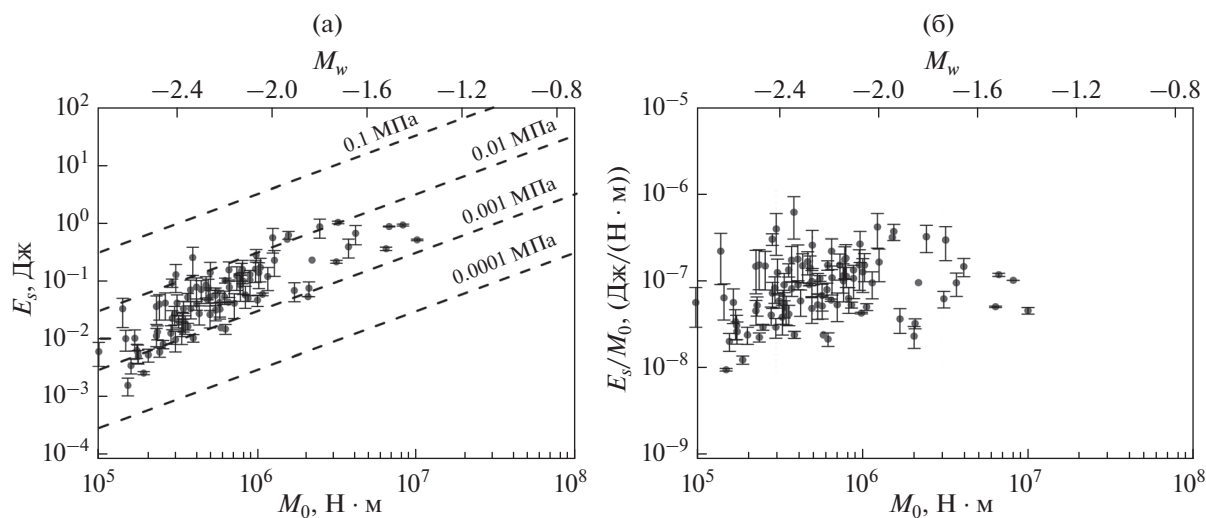 (а)
M_w
−2.4 −2.0 −1.6 −1.2 −0.8
10^2
10^1
10^0
10^−1
10^−2
10^−3
10^−4
E_s, Дж
0.1 МПа
0.01 МПа
0.001 МПа
0.0001 МПа
10^5 10^6 10^7 10^8
M_0, Н · м
(б)
M_w
−2.4 −2.0 −1.6 −1.2 −0.8
10^−5
10^−6
10^−7
10^−8
10^−9
E_s/M_0, (Дж/(Н · м))
10^5 10^6 10^7 10^8
M_0, Н · м